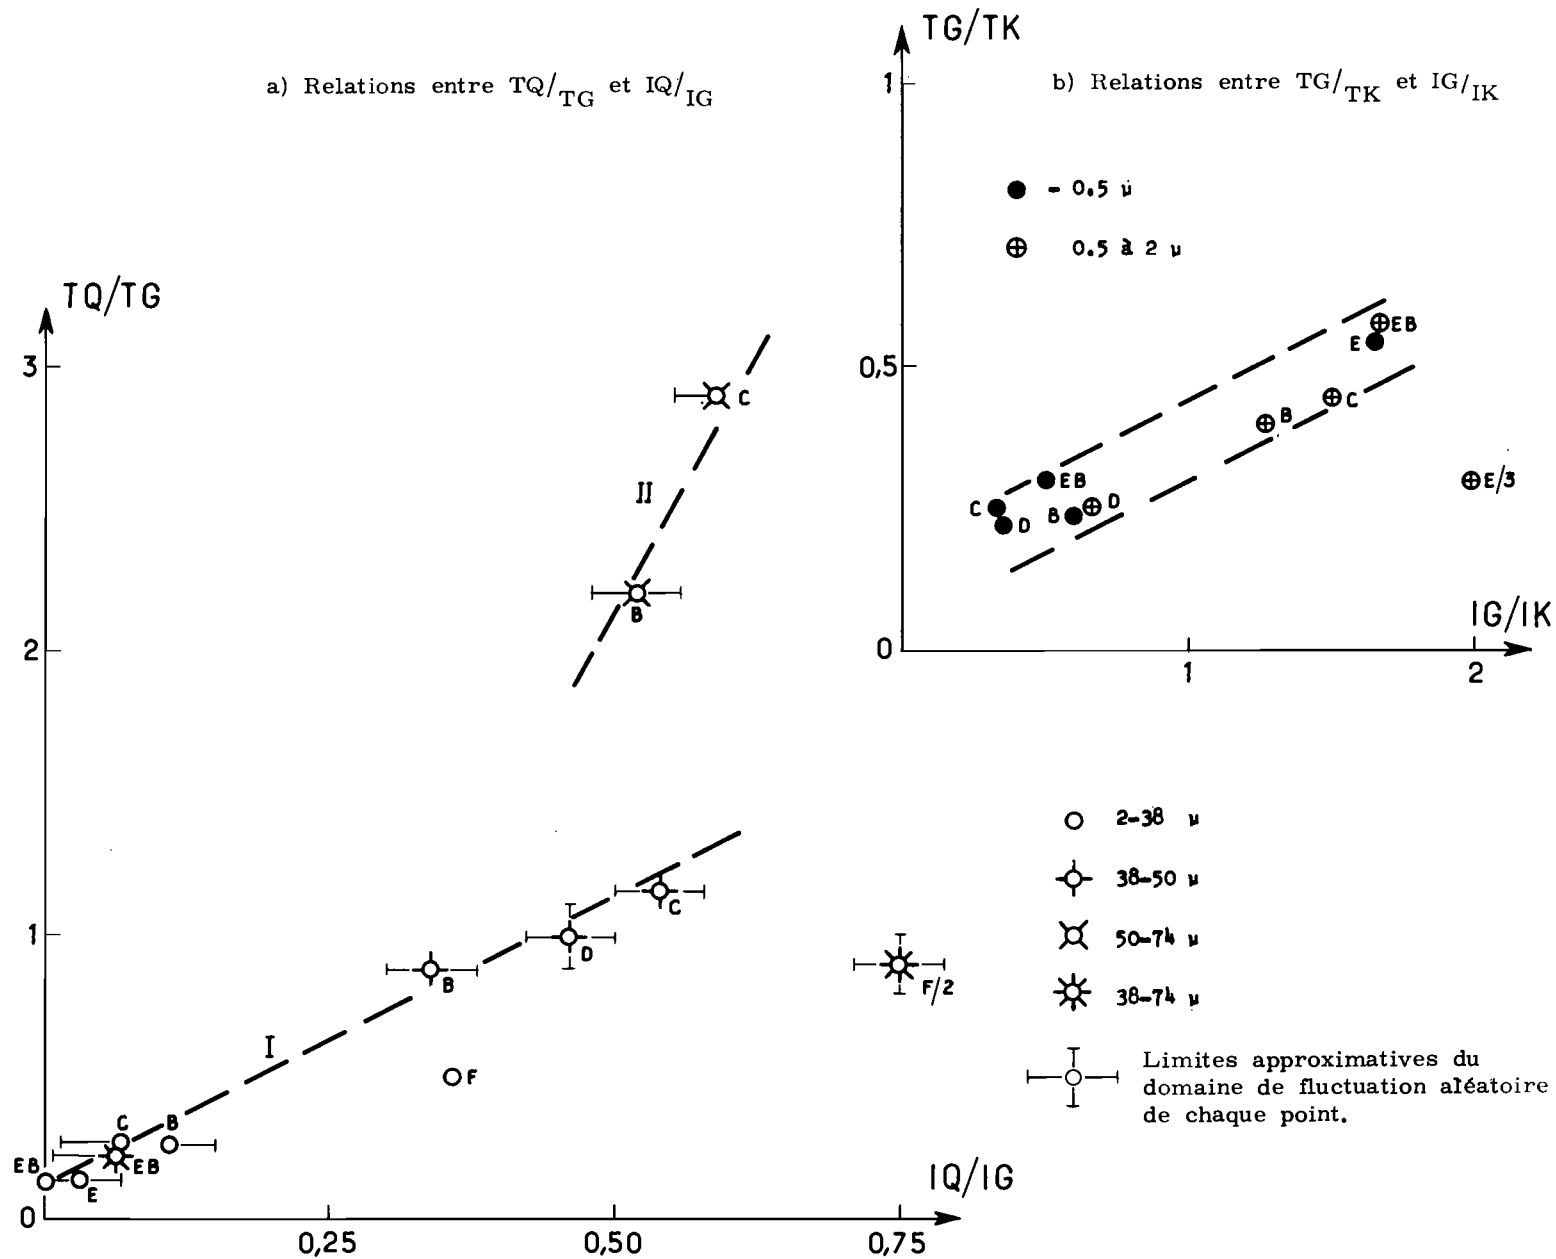 a) Relations entre TQ/TG et IQ/IG
TQ/TG
3
2
1
0
C
II
B
I
C
D
B
F/2
F
C
B
EB
EB
E
IQ/IG
0,25
0,50
0,75
TG/TK
b) Relations entre TG/TK et IG/IK
1
- 0.5 µ
0.5 à 2 µ
0,5
EB
E
B
C
EB
C
D
B
D
E/3
0
IG/IK
1
2
2-38 µ
38-50 µ
50-74 µ
38-74 µ
Limites approximatives du
domaine de fluctuation aléatoire
de chaque point.